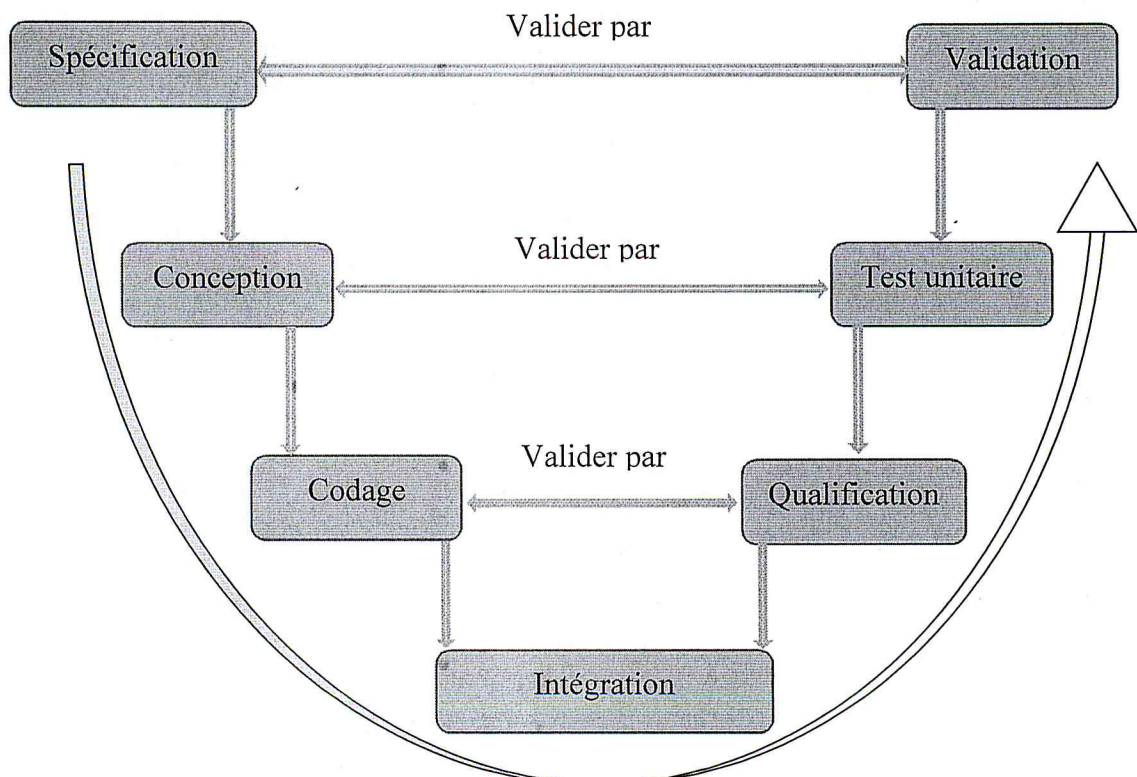 Valider par
Spécification
Validation
Valider par
Conception
Test unitaire
Valider par
Codage
Qualification
Intégration